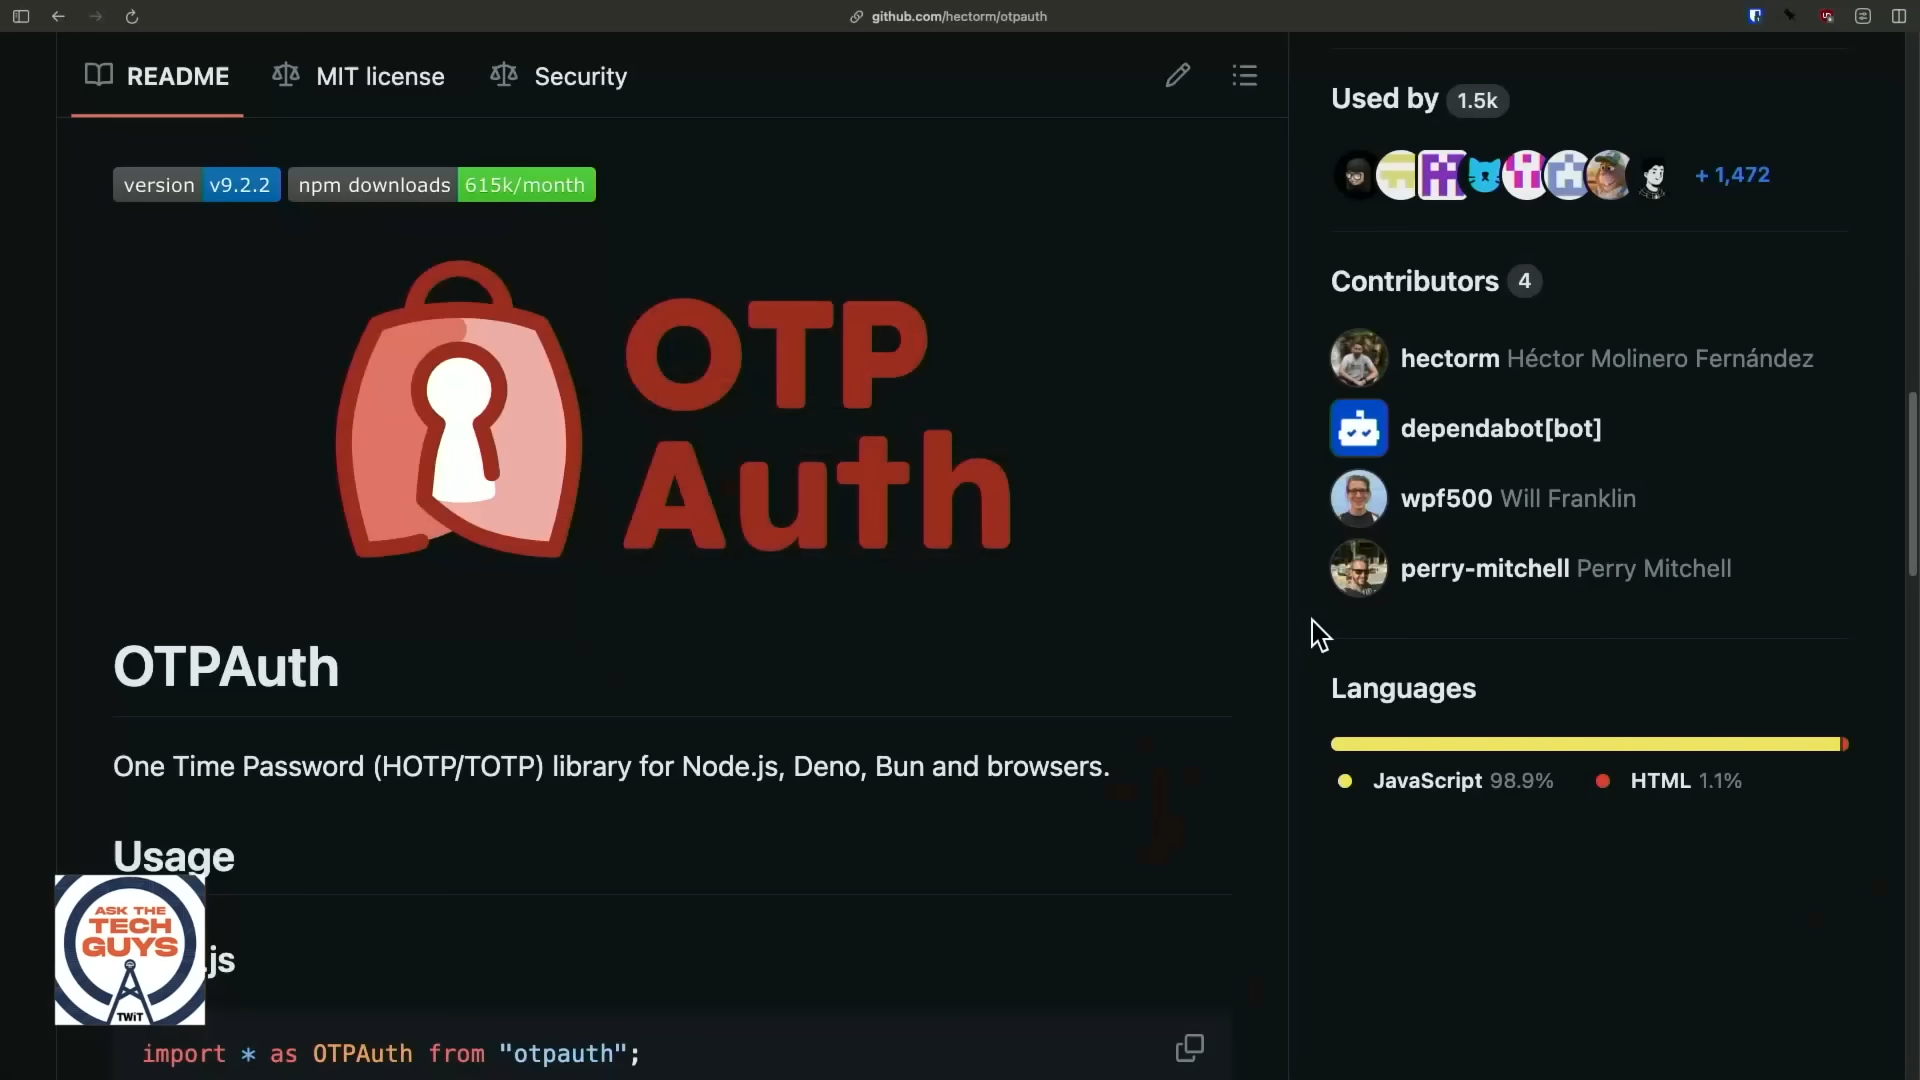 github.com/hectorm/otpauth
README
MIT license
Security
version v9.2.2
npm downloads 615k/month
OTP
Auth
OTPAuth
One Time Password (HOTP/TOTP) library for Node.js, Deno, Bun and browsers.
Usage
.js
import * as OTPAuth from "otpauth";
Used by 1.5k
+ 1,472
Contributors 4
hectorm Héctor Molinero Fernández
dependabot[bot]
wpf500 Will Franklin
perry-mitchell Perry Mitchell
Languages
JavaScript 98.9%
HTML 1.1%
ASK THE
TECH
GUYS
TWiT